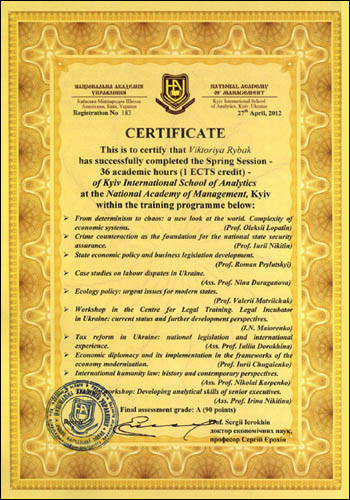 НАЦІОНАЛЬНА АКАДЕМІЯ
УПРАВЛІННЯ
Київська Міжнародна Школа
Аналітики, Київ, Україна
Registration No 183
NATIONAL ACADEMY
OF MANAGEMENT
Kyiv International School
of Analytics, Kyiv, Ukraine
27th April, 2012
CERTIFICATE
This is to certify that Viktoriya Rybak
has successfully completed the Spring Session -
36 academic hours (1 ECTS credit) -
of Kyiv International School of Analytics
at the National Academy of Management, Kyiv
within the training programme below:
➤ From determinism to chaos: a new look at the world. Complexity of
economic systems. (Prof. Oleksii Lopatin)
➤ Crime counteraction as the foundation for the national state security
assurance. (Prof. Iurii Nikitin)
➤ State economic policy and business legislation development.
(Prof. Roman Prylutskyi)
➤ Case studies on labour disputes in Ukraine.
(Ass. Prof. Nina Daraganova)
➤ Ecology policy: urgent issues for modern states.
(Prof. Valerii Matviichuk)
➤ Workshop in the Centre for Legal Training. Legal Incubator
in Ukraine: current status and further development perspectives.
(I.N. Maiorenko)
➤ Tax reform in Ukraine: national legislation and international
experience. (Ass. Prof. Iuliia Dorokhina)
➤ Economic diplomacy and its implementation in the frameworks of the
economy modernisation. (Prof. Iurii Chugaienko)
➤ International humanity law: history and contemporary perspectives.
(Ass. Prof. Nikolai Karpenko)
Workshop: Developing analytical skills of senior executives.
(Ass. Prof. Irina Nikitina)
Final assessment grade: A (90 points)
Rector
Prof. Sergii Ierokhin
доктор економічних наук,
професор Сергій Єрохін